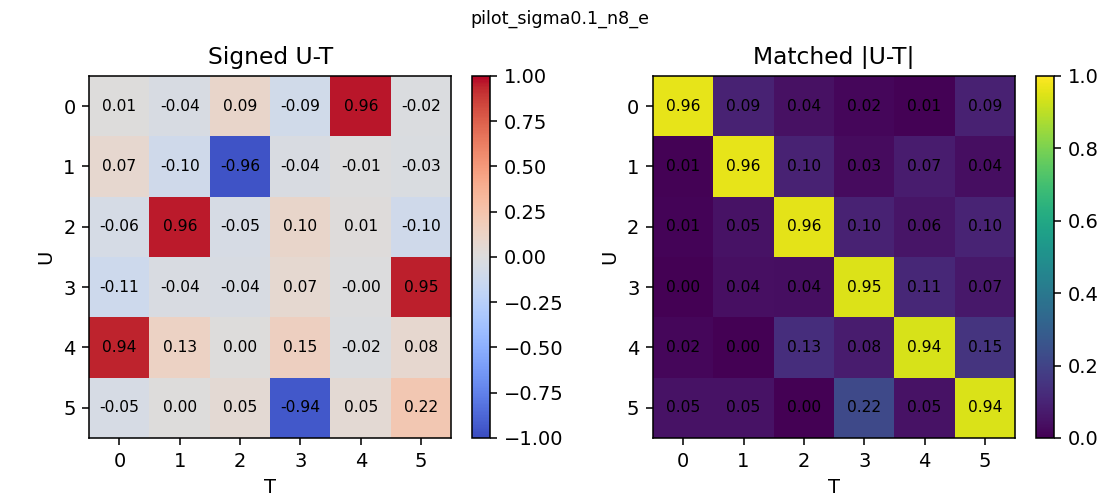 pilot_sigma0.1_n8_e
Signed U-T
0 0.01 -0.04 0.09 -0.09 0.96 -0.02
1 0.07 -0.10 -0.96 -0.04 -0.01 -0.03
2 -0.06 0.96 -0.05 0.10 0.01 -0.10
3 -0.11 -0.04 -0.04 0.07 -0.00 0.95
4 0.94 0.13 0.00 0.15 -0.02 0.08
5 -0.05 0.00 0.05 -0.94 0.05 0.22
0 1 2 3 4 5
U
T
1.00
0.75
0.50
0.25
0.00
−0.25
−0.50
−0.75
−1.00
Matched |U-T|
0 0.96 0.09 0.04 0.02 0.01 0.09
1 0.01 0.96 0.10 0.03 0.07 0.04
2 0.01 0.05 0.96 0.10 0.06 0.10
3 0.00 0.04 0.04 0.95 0.11 0.07
4 0.02 0.00 0.13 0.08 0.94 0.15
5 0.05 0.05 0.00 0.22 0.05 0.94
0 1 2 3 4 5
U
T
1.0
0.8
0.6
0.4
0.2
0.0